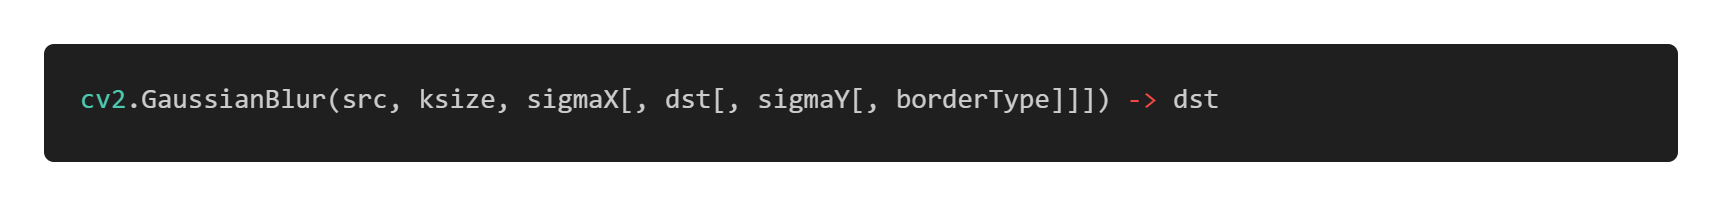 cv2.GaussianBlur(src, ksize, sigmaX[, dst[, sigmaY[, borderType]]]) -> dst